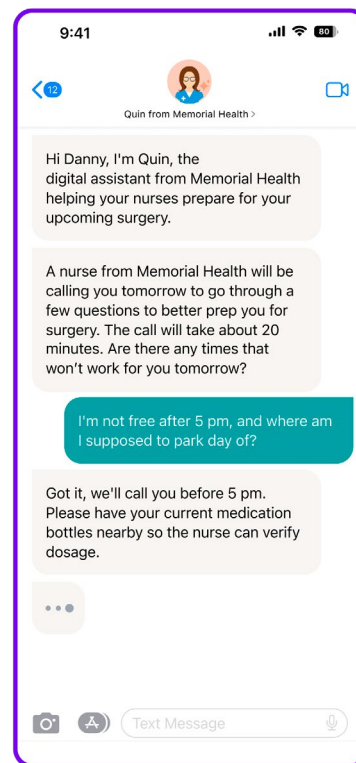 9:41
80
12
Quin from Memorial Health >
Hi Danny, I'm Quin, the
digital assistant from Memorial Health
helping your nurses prepare for your
upcoming surgery.
A nurse from Memorial Health will be
calling you tomorrow to go through a
few questions to better prep you for
surgery. The call will take about 20
minutes. Are there any times that
won't work for you tomorrow?
I'm not free after 5 pm, and where am
I supposed to park day of?
Got it, we'll call you before 5 pm.
Please have your current medication
bottles nearby so the nurse can verify
dosage.
Text Message